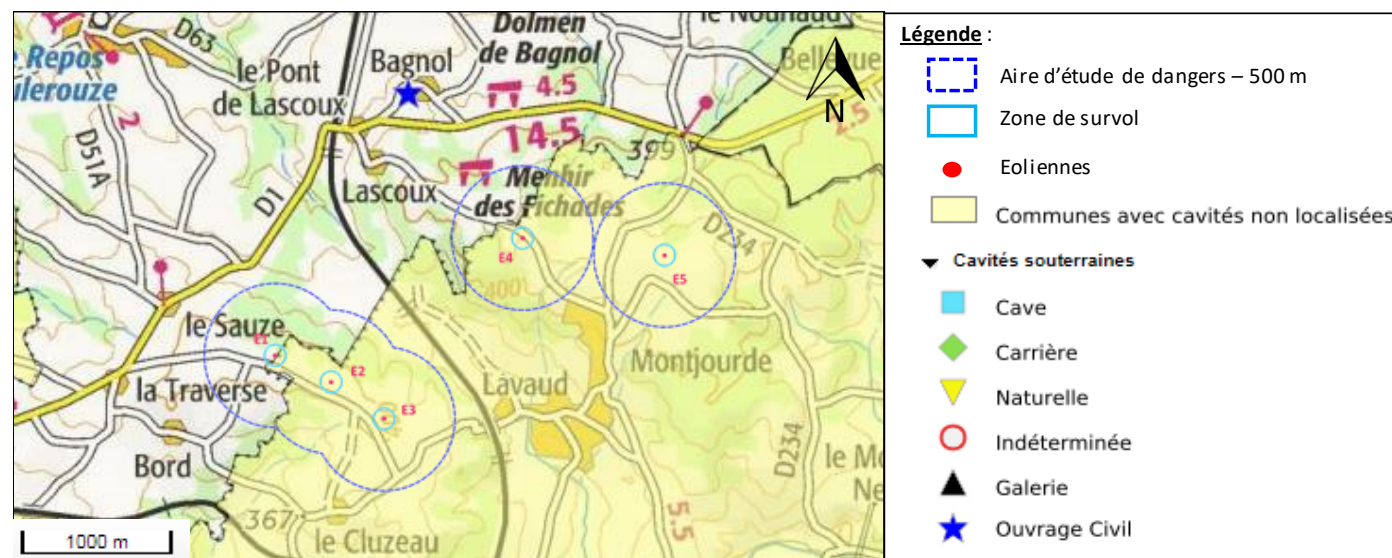 D63
Dolmen
de Bagnol
le Repos
le Pont
de Lascoux
Bagnol
Bellevue
4.5
N
2
2.5
D51A
14.5
399
Lascoux
Menhir
des Fichades
D1
D234
E4
E5
400
le Sauze
E1
Montjourde
E2
la Traverse
Lavaud
E3
D234
Bord
5.5
367
le Cluzeau
1000 m
Légende :
Aire d'étude de dangers – 500 m
Zone de survol
Eoliennes
Communes avec cavités non localisées
Cavités souterraines
Cave
Carrière
Naturelle
Indéterminée
Galerie
Ouvrage Civil